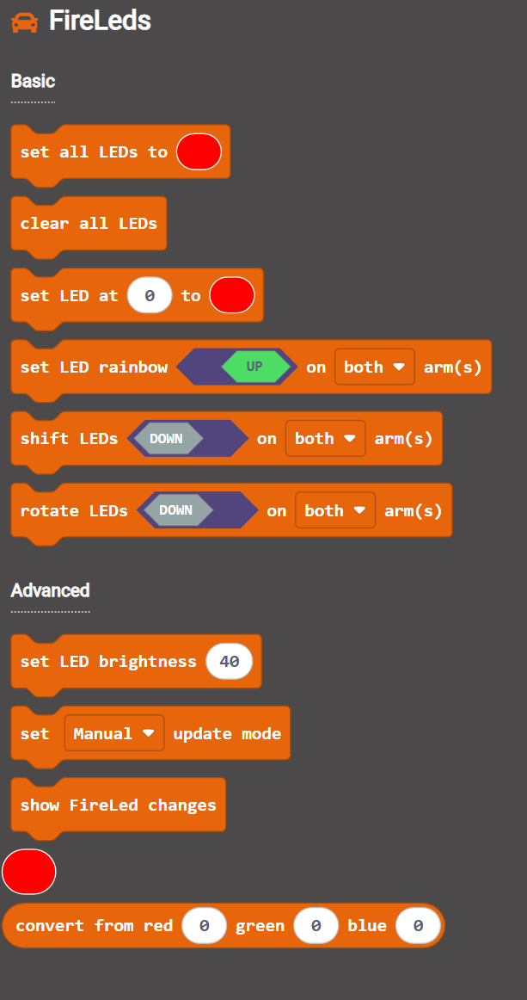 FireLeds
Basic
set all LEDs to
clear all LEDs
set LED at 0 to
set LED rainbow UP on both arm(s)
shift LEDs DOWN on both arm(s)
rotate LEDs DOWN on both arm(s)
Advanced
set LED brightness 40
set Manual update mode
show FireLed changes
convert from red 0 green 0 blue 0